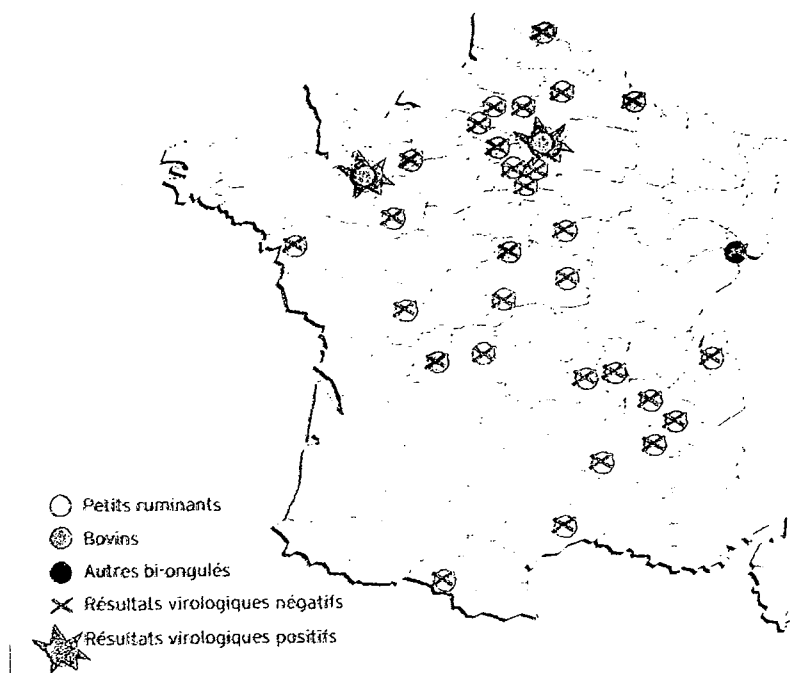 Petits ruminants
Bovins
Autres bi-ongulés
Résultats virologiques négatifs
Résultats virologiques positifs